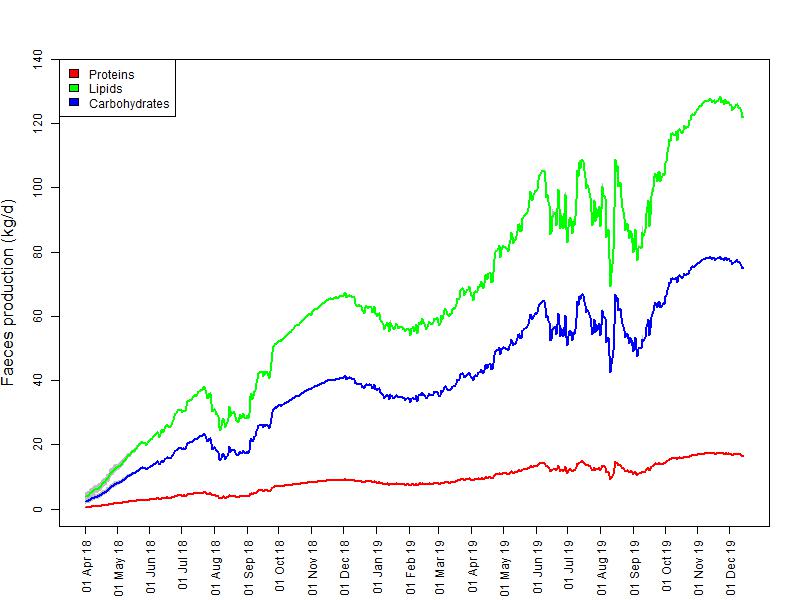 Faeces production (kg/d)
140
120
100
80
60
40
20
0
Proteins
Lipids
Carbohydrates
01 Apr 18
01 May 18
01 Jun 18
01 Jul 18
01 Aug 18
01 Sep 18
01 Oct 18
01 Nov 18
01 Dec 18
01 Jan 19
01 Feb 19
01 Mar 19
01 Apr 19
01 May 19
01 Jun 19
01 Jul 19
01 Aug 19
01 Sep 19
01 Oct 19
01 Nov 19
01 Dec 19